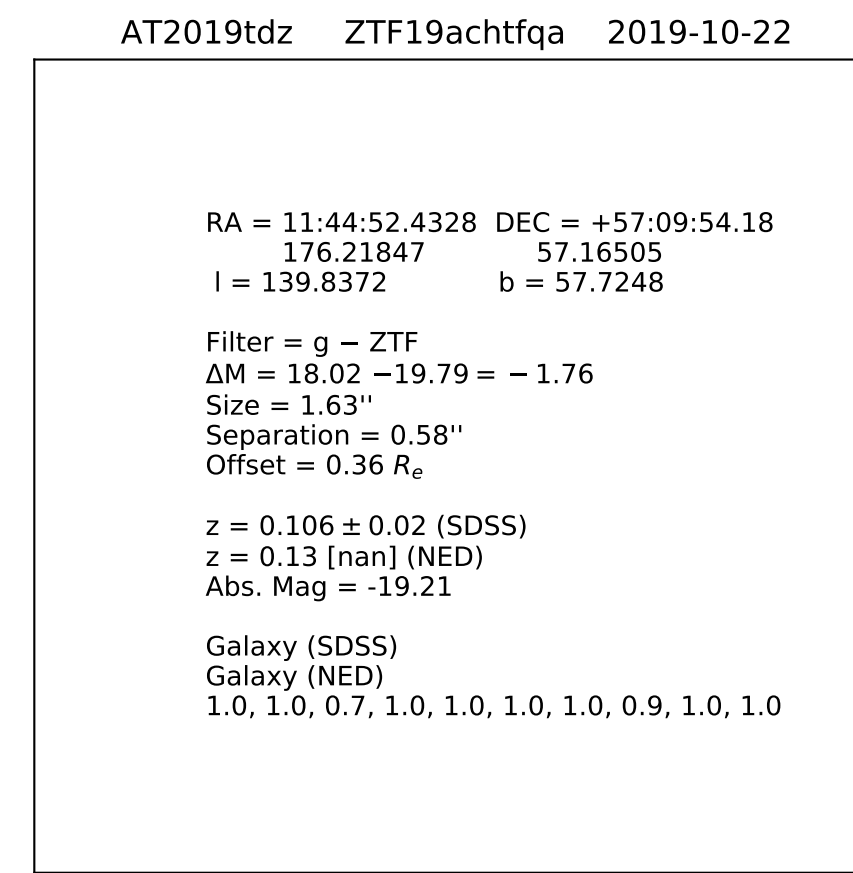 AT2019tdz ZTF19achtfqa 2019-10-22
RA = 11:44:52.4328 DEC = +57:09:54.18
176.21847 57.16505
l = 139.8372 b = 57.7248
Filter = g − ZTF
ΔM = 18.02 −19.79 = − 1.76
Size = 1.63''
Separation = 0.58''
Offset = 0.36 Rₑ
z = 0.106 ± 0.02 (SDSS)
z = 0.13 [nan] (NED)
Abs. Mag = -19.21
Galaxy (SDSS)
Galaxy (NED)
1.0, 1.0, 0.7, 1.0, 1.0, 1.0, 1.0, 0.9, 1.0, 1.0